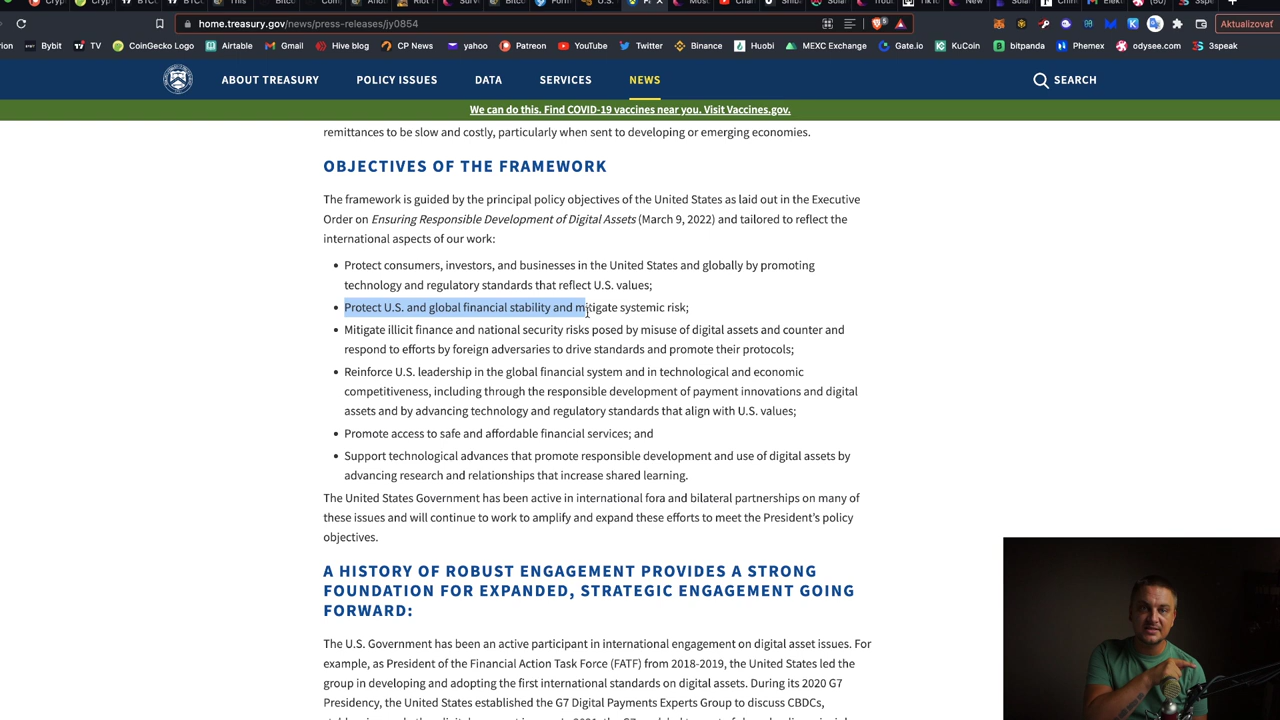 home.treasury.gov/news/press-releases/jy0854
Aktualizovať
Bybit TV CoinGecko Logo Airtable Gmail Hive blog CP News yahoo Patreon YouTube Twitter Binance Huobi MEXC Exchange Gate.io KuCoin bitpanda Phemex odysee.com 3speak
ABOUT TREASURY POLICY ISSUES DATA SERVICES NEWS SEARCH
We can do this. Find COVID-19 vaccines near you. Visit Vaccines.gov.
remittances to be slow and costly, particularly when sent to developing or emerging economies.
OBJECTIVES OF THE FRAMEWORK
The framework is guided by the principal policy objectives of the United States as laid out in the Executive
Order on Ensuring Responsible Development of Digital Assets (March 9, 2022) and tailored to reflect the
international aspects of our work:
• Protect consumers, investors, and businesses in the United States and globally by promoting
technology and regulatory standards that reflect U.S. values;
• Protect U.S. and global financial stability and mitigate systemic risk;
• Mitigate illicit finance and national security risks posed by misuse of digital assets and counter and
respond to efforts by foreign adversaries to drive standards and promote their protocols;
• Reinforce U.S. leadership in the global financial system and in technological and economic
competitiveness, including through the responsible development of payment innovations and digital
assets and by advancing technology and regulatory standards that align with U.S. values;
• Promote access to safe and affordable financial services; and
• Support technological advances that promote responsible development and use of digital assets by
advancing research and relationships that increase shared learning.
The United States Government has been active in international fora and bilateral partnerships on many of
these issues and will continue to work to amplify and expand these efforts to meet the President's policy
objectives.
A HISTORY OF ROBUST ENGAGEMENT PROVIDES A STRONG
FOUNDATION FOR EXPANDED, STRATEGIC ENGAGEMENT GOING
FORWARD:
The U.S. Government has been an active participant in international engagement on digital asset issues. For
example, as President of the Financial Action Task Force (FATF) from 2018-2019, the United States led the
group in developing and adopting the first international standards on digital assets. During its 2020 G7
Presidency, the United States established the G7 Digital Payments Experts Group to discuss CBDCs,